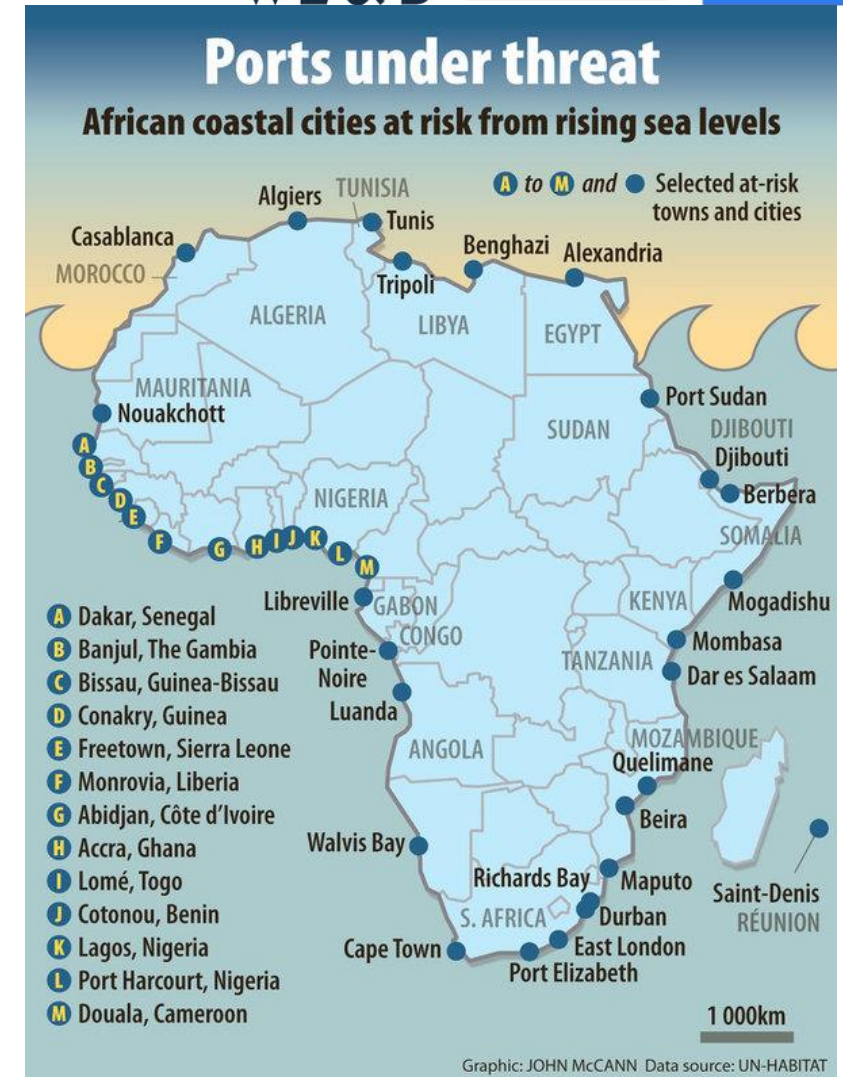 Ports under threat
African coastal cities at risk from rising sea levels
A to M and Selected at-risk
towns and cities
Algiers
TUNISIA
Tunis
Casablanca
Benghazi
Alexandria
MOROCCO
Tripoli
ALGERIA
LIBYA
EGYPT
MAURITANIA
Nouakchott
Port Sudan
SUDAN
DJIBOUTI
Djibouti
Berbera
A
B
C
D
E
F
G
H
I
J
K
L
M
NIGERIA
SOMALIA
Libreville
GABON
KENYA
Mogadishu
CONGO
Mombasa
Pointe-
Noire
TANZANIA
Dar es Salaam
Luanda
ANGOLA
MOZAMBIQUE
Quelimane
Beira
Walvis Bay
Richards Bay
Maputo
Saint-Denis
RÉUNION
S. AFRICA
Durban
Cape Town
East London
Port Elizabeth
A Dakar, Senegal
B Banjul, The Gambia
C Bissau, Guinea-Bissau
D Conakry, Guinea
E Freetown, Sierra Leone
F Monrovia, Liberia
G Abidjan, Côte d'Ivoire
H Accra, Ghana
I Lomé, Togo
J Cotonou, Benin
K Lagos, Nigeria
L Port Harcourt, Nigeria
M Douala, Cameroon
1 000km
Graphic: JOHN McCANN Data source: UN-HABITAT